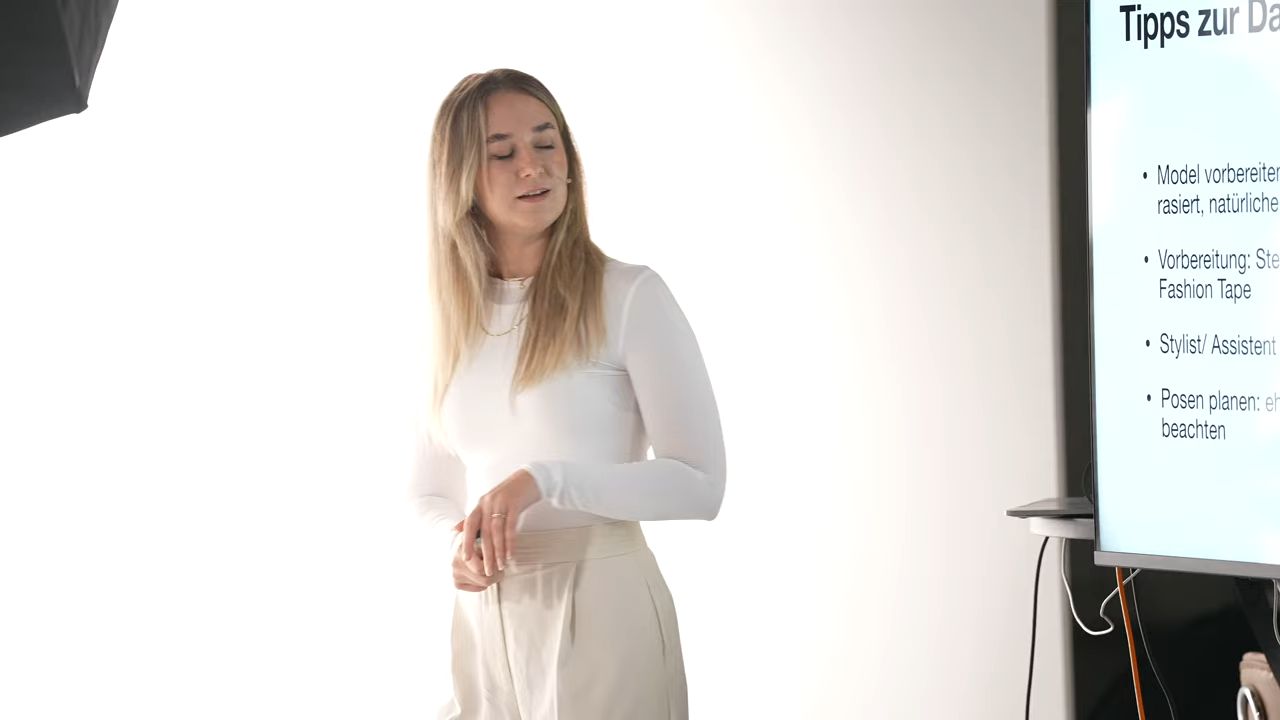 Tipps zur Da
• Model vorbereiten
rasiert, natürliche
• Vorbereitung: Ste
Fashion Tape
• Stylist/ Assistent
• Posen planen: eh
beachten